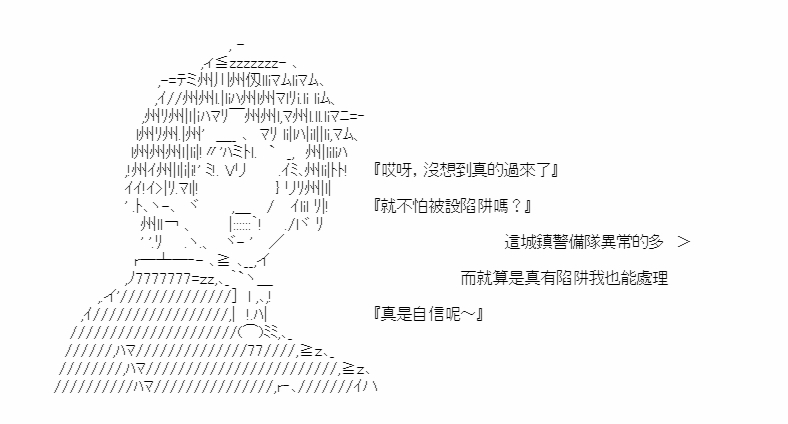 『哎呀，沒想到真的過來了』
『就不怕被設陷阱嗎？』
這城鎮警備隊異常的多　＞
而就算是真有陷阱我也能處理
『真是自信呢～』